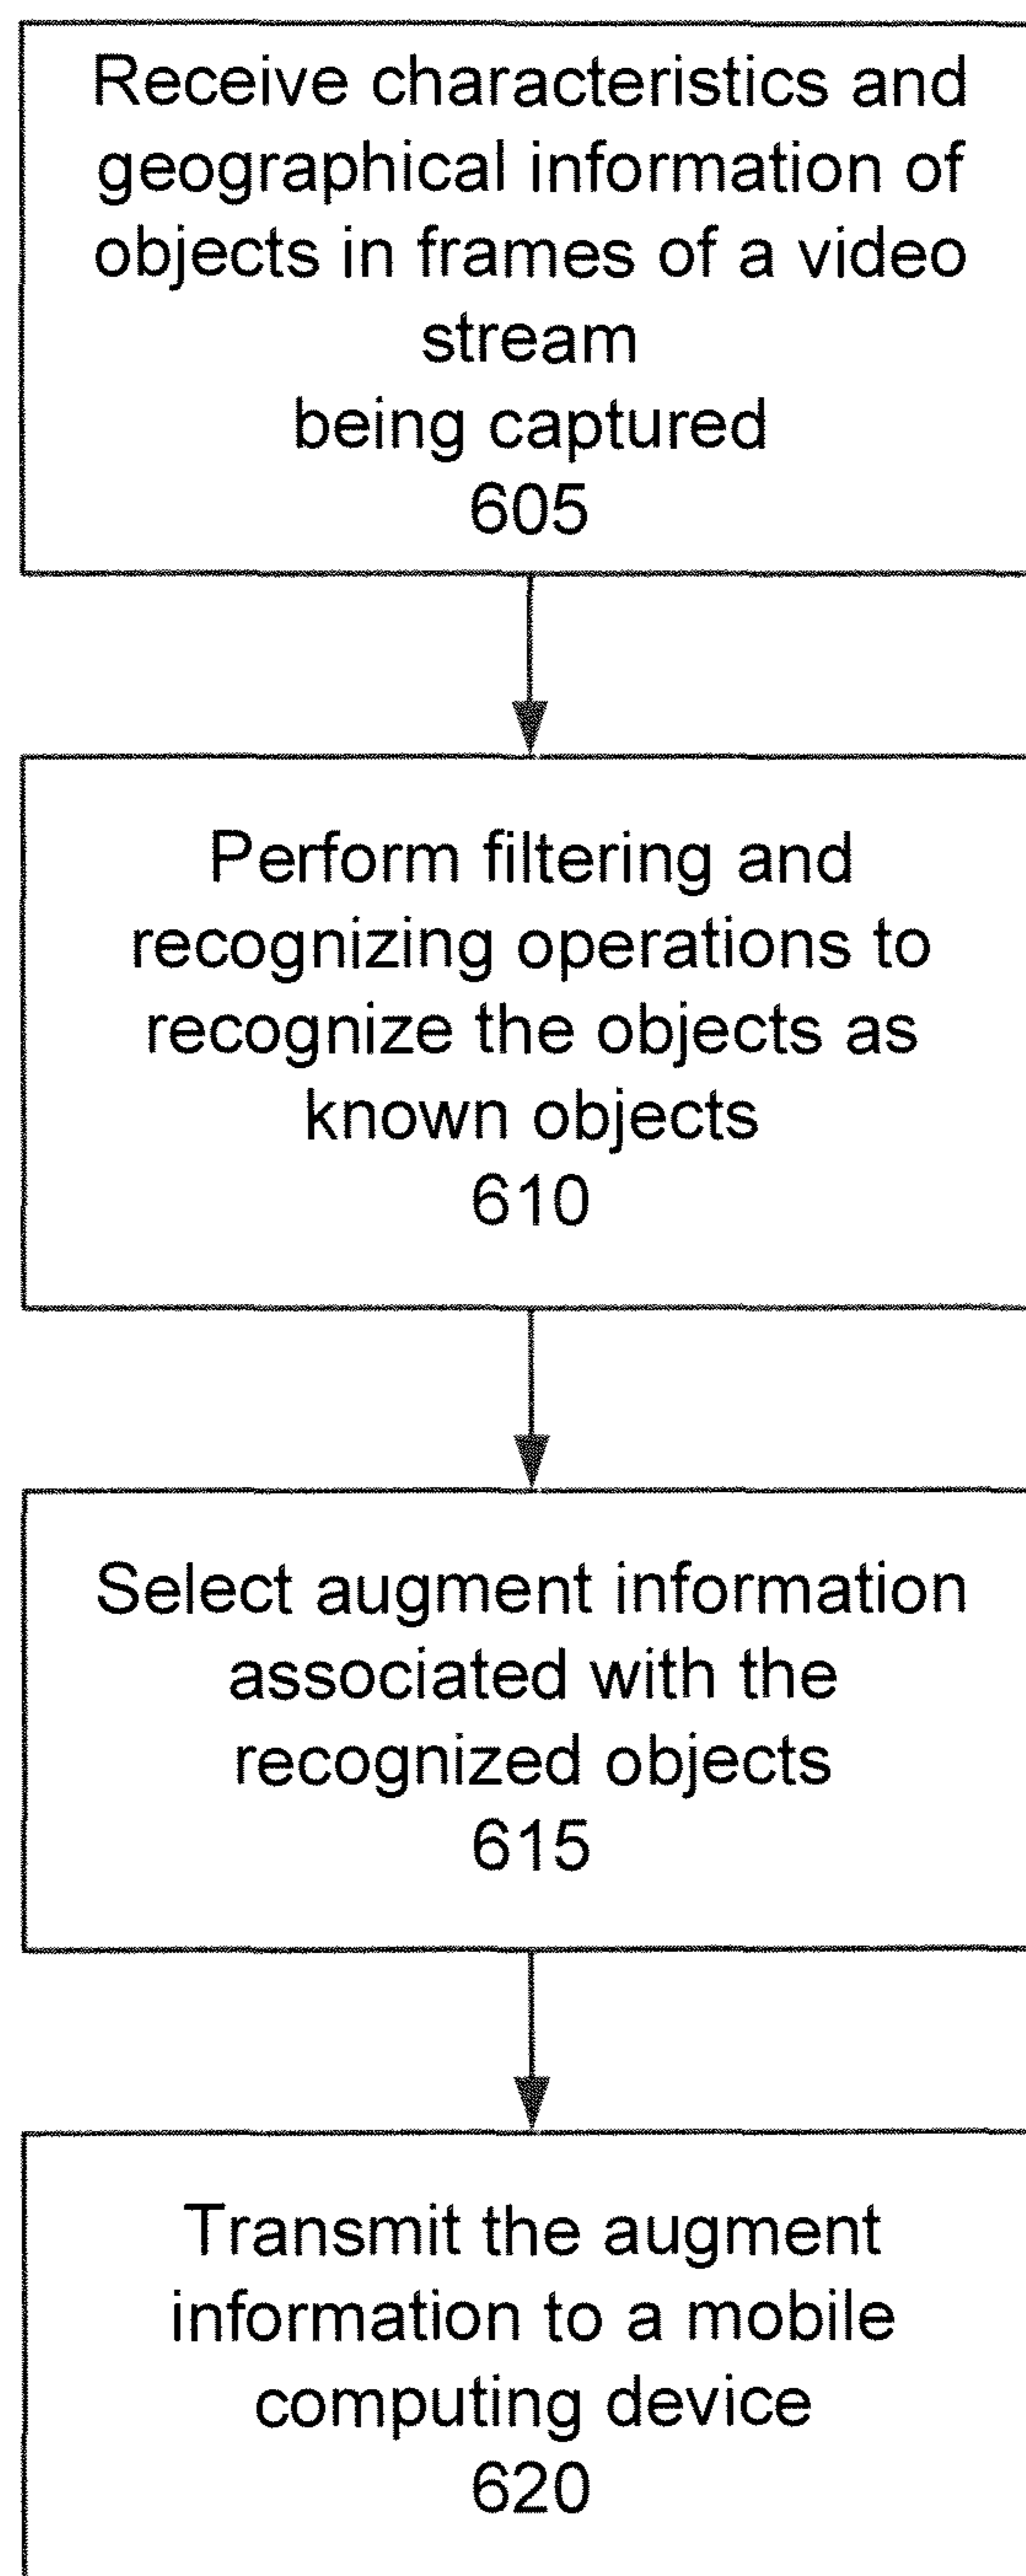 Receive characteristics and
geographical information of
objects in frames of a video
stream
being captured
605
Perform filtering and
recognizing operations to
recognize the objects as
known objects
610
Select augment information
associated with the
recognized objects
615
Transmit the augment
information to a mobile
computing device
620